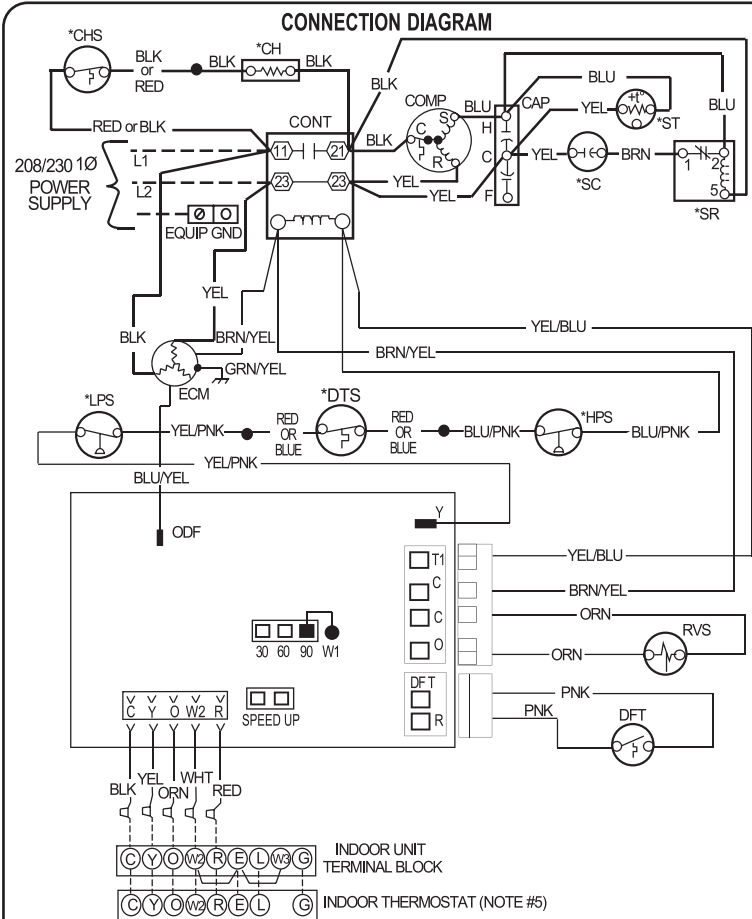 CONNECTION DIAGRAM
*CHS
BLK
or
RED
BLK
*CH
BLK
BLK
RED or BLK
CONT
11
21
23
23
BLK
COMP
S
C
R
BLU
H
C
F
CAP
BLU
YEL
+t°
*ST
BLU
YEL
*SC
BRN
1
2
5
*SR
YEL
YEL
208/230 1Ø
POWER
SUPPLY
L1
L2
EQUIP GND
YEL
BLK
BRN/YEL
GRN/YEL
ECM
YEL/BLU
BRN/YEL
*LPS
YEL/PNK
RED
OR
BLUE
*DTS
RED
OR
BLUE
BLU/PNK
*HPS
BLU/PNK
YEL/PNK
BLU/YEL
ODF
Y
T1
C
C
O
YEL/BLU
BRN/YEL
ORN
ORN
RVS
30 60 90 W1
DFT
R
PNK
PNK
DFT
C Y O W2 R
SPEED UP
BLK
YEL
ORN
WHT
RED
C Y O W2 R E L W3 G
INDOOR UNIT
TERMINAL BLOCK
C Y O W2 R E L G
INDOOR THERMOSTAT (NOTE #5)